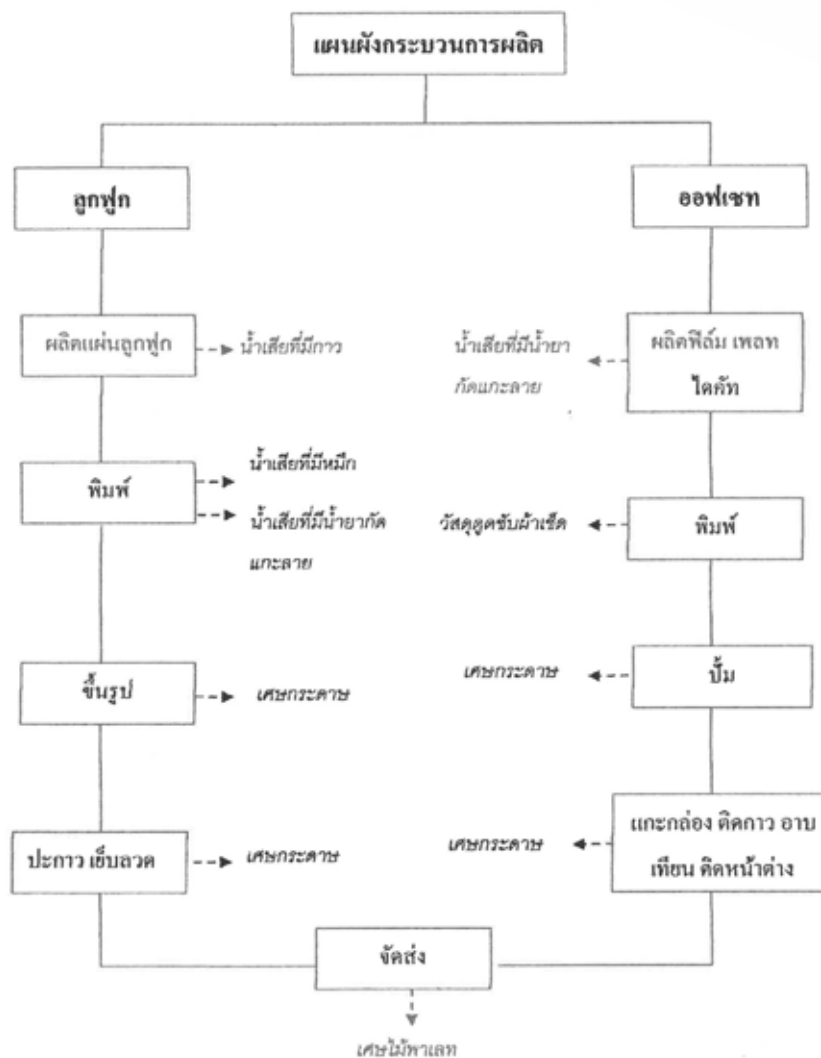 แผนผังกระบวนการผลิต
ลูกฟูก
ออฟเซท
ผลิตแผ่นลูกฟูก
น้ำเสียที่มีกาว
น้ำเสียที่มีน้ำยา
กัดแกะลาย
ผลิตฟิล์ม เพลท
ไดคัท
พิมพ์
น้ำเสียที่มีหมึก
น้ำเสียที่มีน้ำยากัด
แกะลาย
วัสดุดูดซับผ้าเช็ด
พิมพ์
ขึ้นรูป
เศษกระดาษ
เศษกระดาษ
ปั๊ม
ปะกาว เย็บลวด
เศษกระดาษ
เศษกระดาษ
แกะกล่อง ติดกาว อาบ
เทียน ติดหน้าต่าง
จัดส่ง
เศษไม้พาเลท